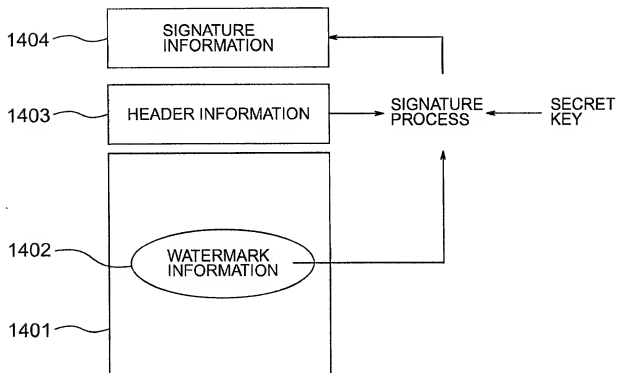 1404
SIGNATURE
INFORMATION
1403
HEADER INFORMATION
SIGNATURE
PROCESS
SECRET
KEY
1402
WATERMARK
INFORMATION
1401